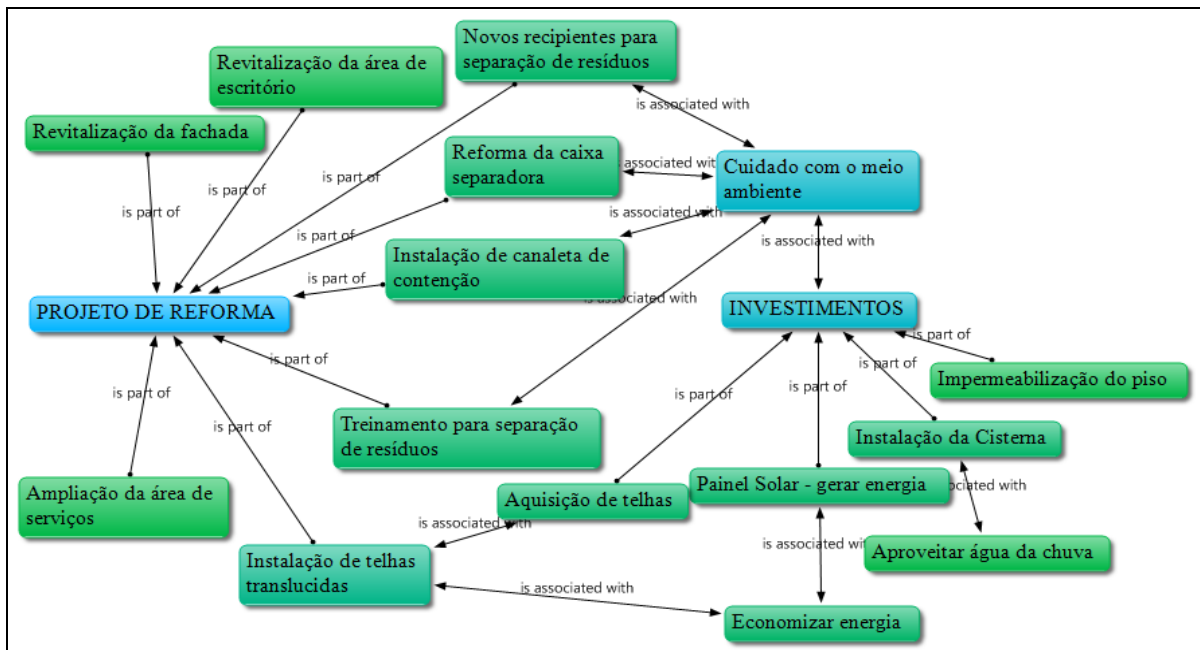 Novos recipientes para
separação de resíduos
Revitalização da área de
escritório
is associated with
Revitalização da fachada
Reforma da caixa
separadora
is associated with
Cuidado com o meio
ambiente
is part of
is part of
is part of
is associated with
is part of
is associated with
Instalação de canaleta de
contenção
is part of
is associated with
PROJETO DE REFORMA
INVESTIMENTOS
is part of
is part of
is part of
Impermeabilização do piso
is part of
is part of
is part of
is part of
Treinamento para separação
de resíduos
Instalação da Cisterna
Ampliação da área de
serviços
Aquisição de telhas
Painel Solar - gerar energia
associated with
is associated with
is associated with
Aproveitar água da chuva
Instalação de telhas
translucidas
is associated with
Economizar energia